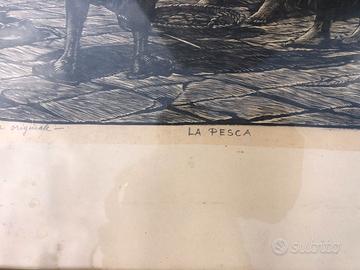 originale —
LA PESCA
subito